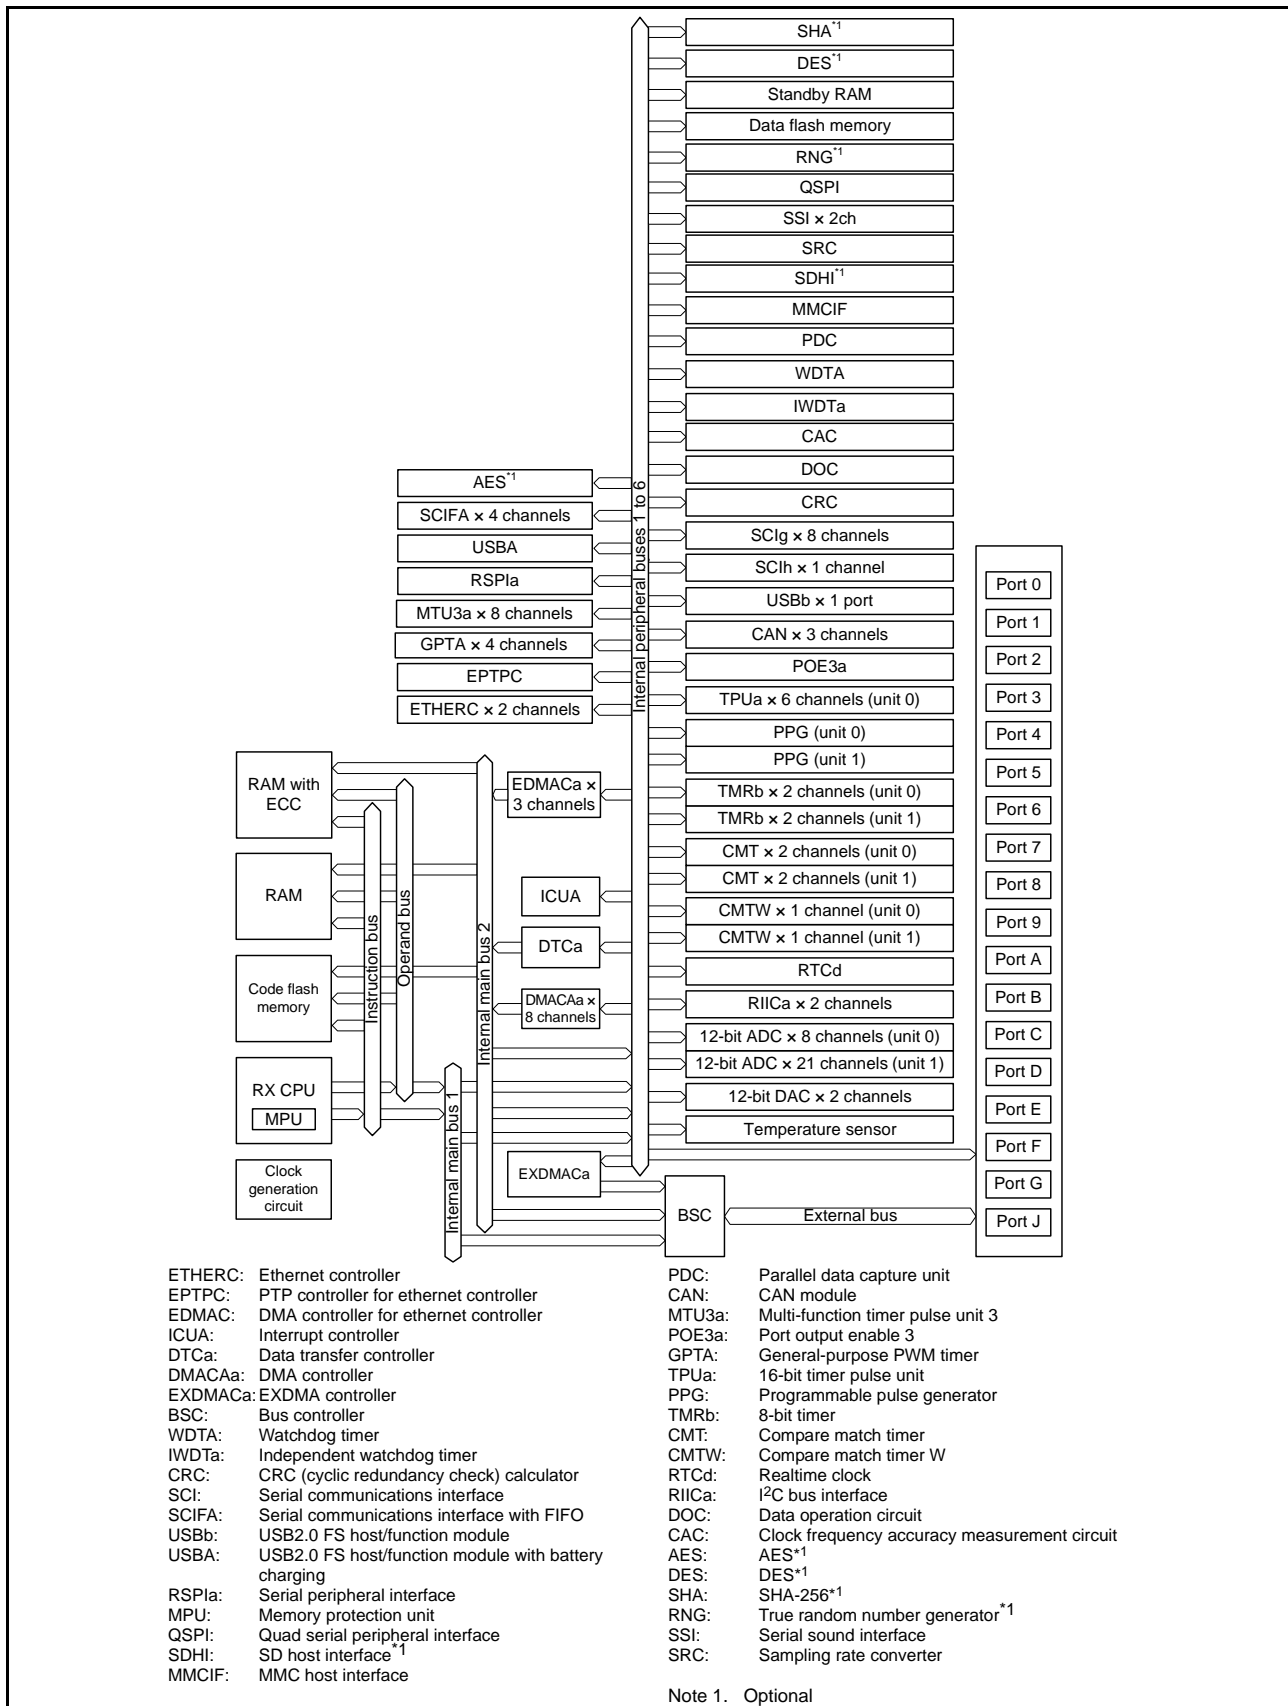 SHA*1
DES*1
Standby RAM
Data flash memory
RNG*1
QSPI
SSI × 2ch
SRC
SDHI*1
MMCIF
PDC
WDTA
IWDTa
CAC
DOC
CRC
SCIg × 8 channels
SCIh × 1 channel
USBb × 1 port
CAN × 3 channels
POE3a
TPUa × 6 channels (unit 0)
PPG (unit 0)
PPG (unit 1)
TMRb × 2 channels (unit 0)
TMRb × 2 channels (unit 1)
CMT × 2 channels (unit 0)
CMT × 2 channels (unit 1)
CMTW × 1 channel (unit 0)
CMTW × 1 channel (unit 1)
RTCd
RIICa × 2 channels
12-bit ADC × 8 channels (unit 0)
12-bit ADC × 21 channels (unit 1)
12-bit DAC × 2 channels
Temperature sensor
Internal peripheral buses 1 to 6
AES*1
SCIFA × 4 channels
USBA
RSPIa
MTU3a × 8 channels
GPTA × 4 channels
EPTPC
ETHERC × 2 channels
RAM with
ECC
RAM
Code flash
memory
RX CPU
MPU
Clock
generation
circuit
Instruction bus
Operand bus
Internal main bus 1
Internal main bus 2
EDMACa ×
3 channels
ICUA
DTCa
DMACAa ×
8 channels
EXDMACa
BSC
External bus
Port 0
Port 1
Port 2
Port 3
Port 4
Port 5
Port 6
Port 7
Port 8
Port 9
Port A
Port B
Port C
Port D
Port E
Port F
Port G
Port J
ETHERC: Ethernet controller
EPTPC: PTP controller for ethernet controller
EDMAC: DMA controller for ethernet controller
ICUA: Interrupt controller
DTCa: Data transfer controller
DMACAa: DMA controller
EXDMACa: EXDMA controller
BSC: Bus controller
WDTA: Watchdog timer
IWDTa: Independent watchdog timer
CRC: CRC (cyclic redundancy check) calculator
SCI: Serial communications interface
SCIFA: Serial communications interface with FIFO
USBb: USB2.0 FS host/function module
USBA: USB2.0 FS host/function module with battery
charging
RSPIa: Serial peripheral interface
MPU: Memory protection unit
QSPI: Quad serial peripheral interface
SDHI: SD host interface*1
MMCIF: MMC host interface
PDC: Parallel data capture unit
CAN: CAN module
MTU3a: Multi-function timer pulse unit 3
POE3a: Port output enable 3
GPTA: General-purpose PWM timer
TPUa: 16-bit timer pulse unit
PPG: Programmable pulse generator
TMRb: 8-bit timer
CMT: Compare match timer
CMTW: Compare match timer W
RTCd: Realtime clock
RIICa: I2C bus interface
DOC: Data operation circuit
CAC: Clock frequency accuracy measurement circuit
AES: AES*1
DES: DES*1
SHA: SHA-256*1
RNG: True random number generator*1
SSI: Serial sound interface
SRC: Sampling rate converter
Note 1. Optional